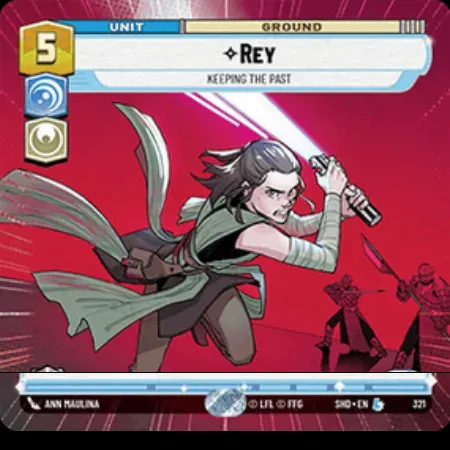 UNIT
GROUND
5
REY
KEEPING THE PAST
ANN MAULINA
© LFL © FFG
SHD • EN
L
321